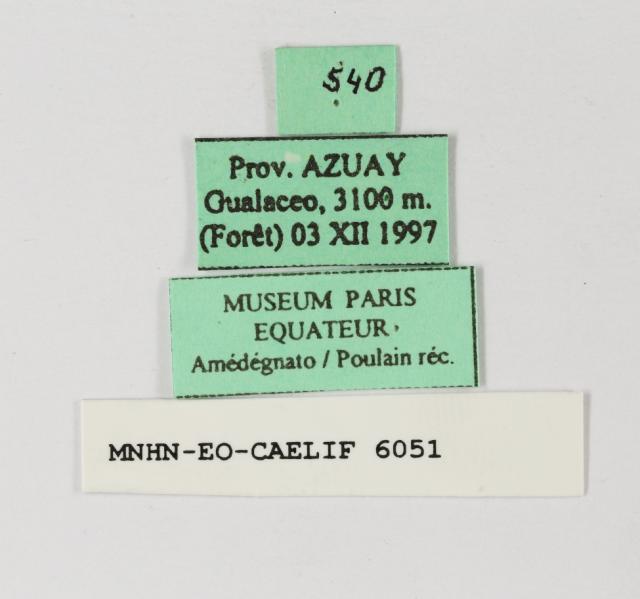 540
Prov. AZUAY
Gualaceo, 3100 m.
(Forêt) 03 XII 1997
MUSEUM PARIS
EQUATEUR
Amédégnato / Poulain réc.
MNHN-EO-CAELIF 6051